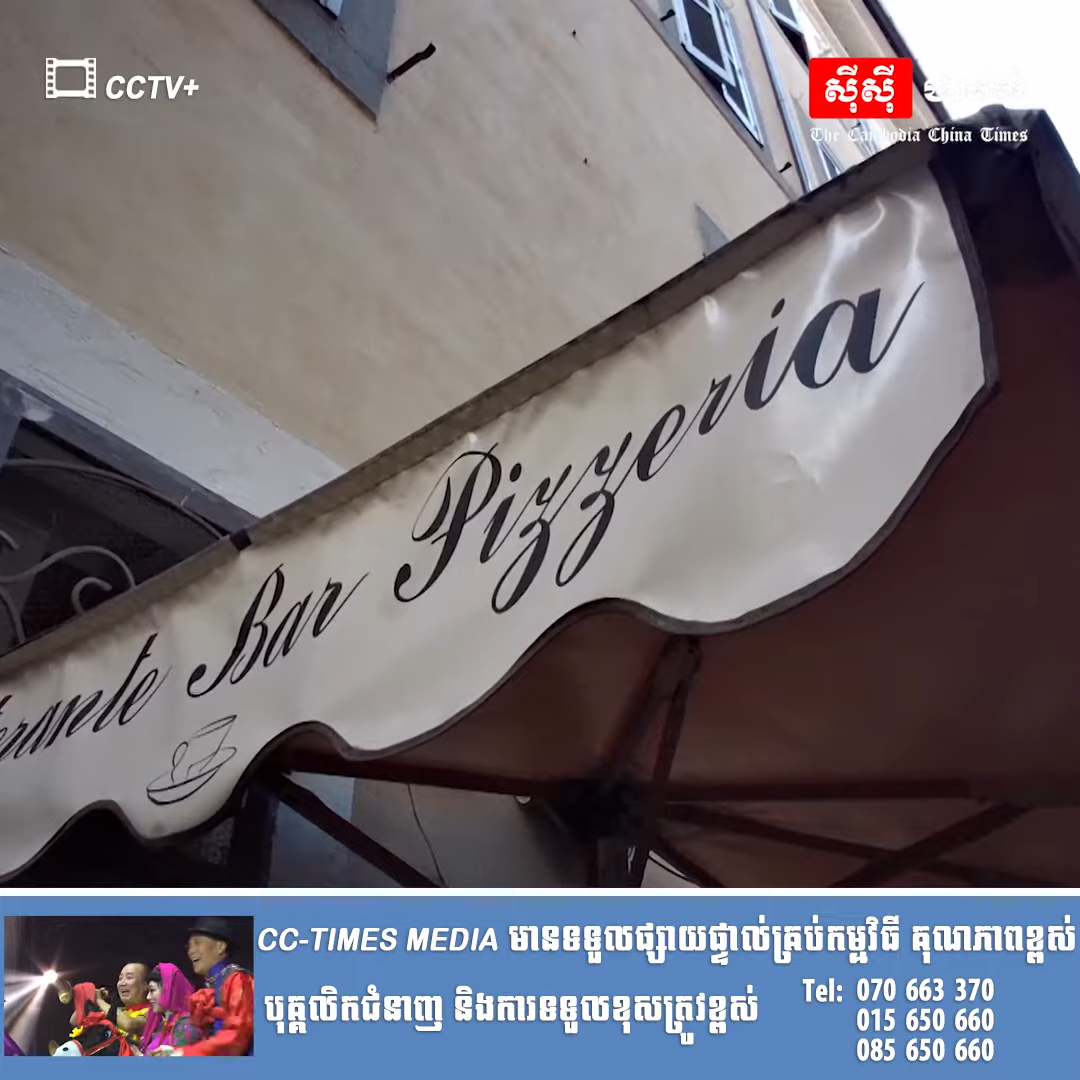 CCTV+
ស៊ីស៊ី
The Cambodia China Times
Bar Pizzeria
CC-TIMES MEDIA មានទទួលផ្សាយផ្ទាល់គ្រប់កម្មវិធី គុណភាពខ្ពស់
បុគ្គលិកជំនាញ និងការទទួលខុសត្រូវខ្ពស់
Tel: 070 663 370
015 650 660
085 650 660